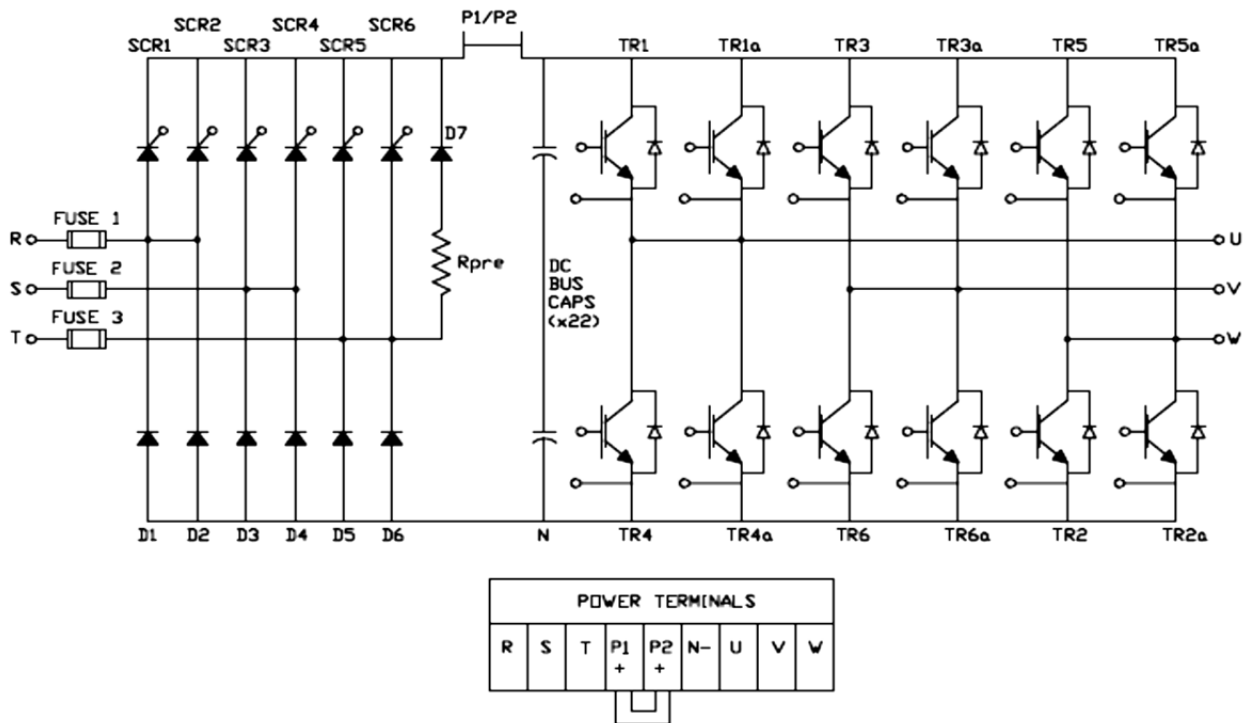 P1/P2
SCR2 SCR4 SCR6
SCR1 SCR3 SCR5
TR1 TR1a TR3 TR3a TR5 TR5a
D7
FUSE 1
R
FUSE 2
S
FUSE 3
T
Rpre
DC
BUS
CAPS
(x22)
U
V
W
D1 D2 D3 D4 D5 D6 N TR4 TR4a TR6 TR6a TR2 TR2a
POWER TERMINALS
R S T P1 P2 N- U V W
+ +